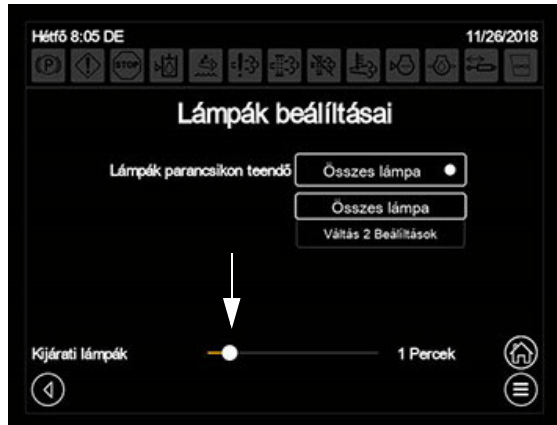 Hétfő 8:05 DE 11/26/2018
STOP
Lámpák beálíltásai
Lámpák parancsikon teendő Összes lámpa
Összes lámpa
Váltás 2 Beálíltások
Kijárati lámpák 1 Percek